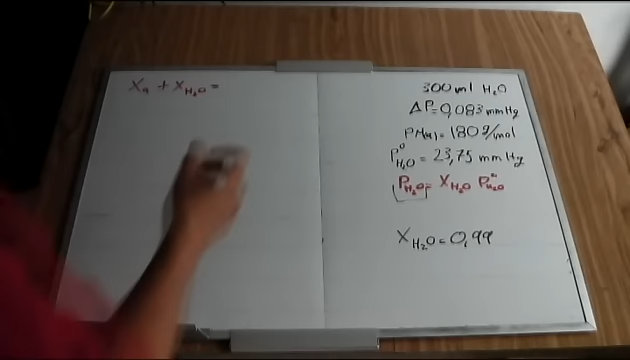 Xa + XH₂O =
300 ml H₂O
ΔP = 0,083 mmHg
PM(a) = 180 g/mol
P°H₂O = 23,75 mmHg
PH₂O = XH₂O P°H₂O
XH₂O = 0,99